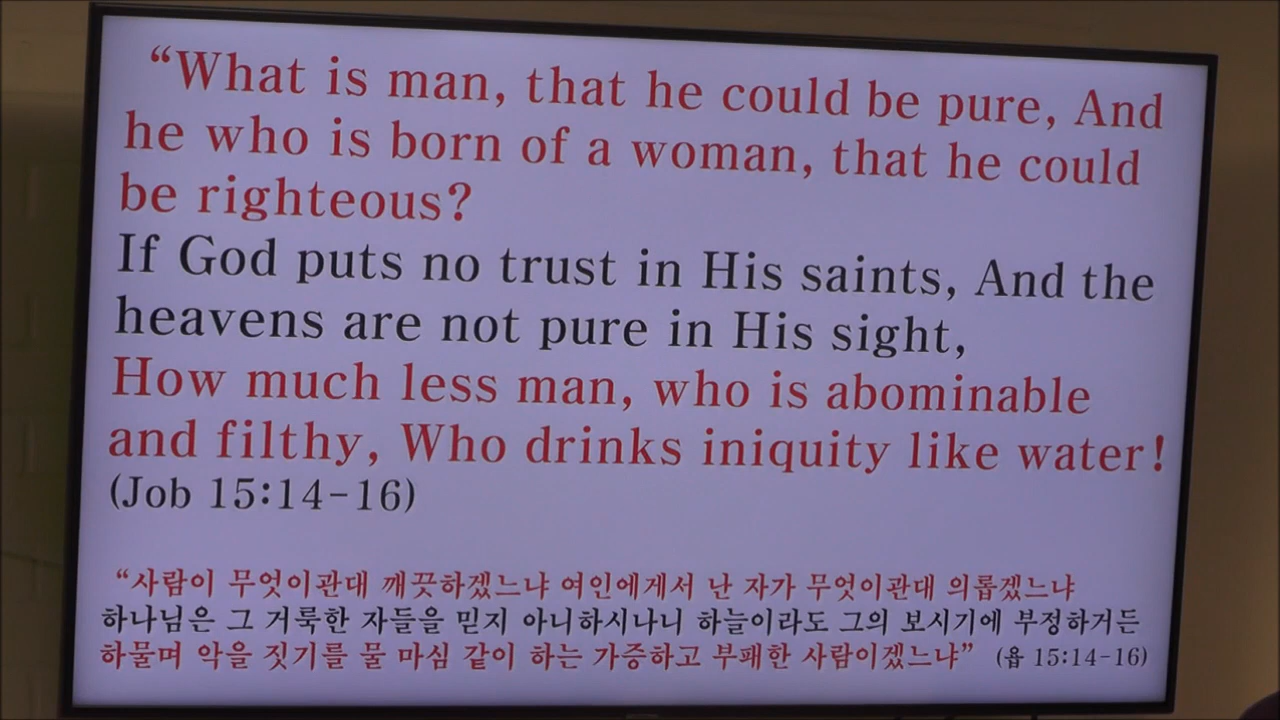 “What is man, that he could be pure, And
he who is born of a woman, that he could
be righteous?
If God puts no trust in His saints, And the
heavens are not pure in His sight,
How much less man, who is abominable
and filthy, Who drinks iniquity like water!
(Job 15:14-16)
“사람이 무엇이관대 깨끗하겠느냐 여인에게서 난 자가 무엇이관대 의롭겠느냐
하나님은 그 거룩한 자들을 믿지 아니하시나니 하늘이라도 그의 보시기에 부정하거든
하물며 악을 짓기를 물 마심 같이 하는 가증하고 부패한 사람이겠느냐” (욥 15:14-16)